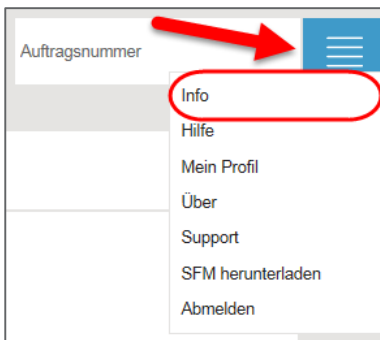 Auftragsnummer
Info
Hilfe
Mein Profil
Über
Support
SFM herunterladen
Abmelden